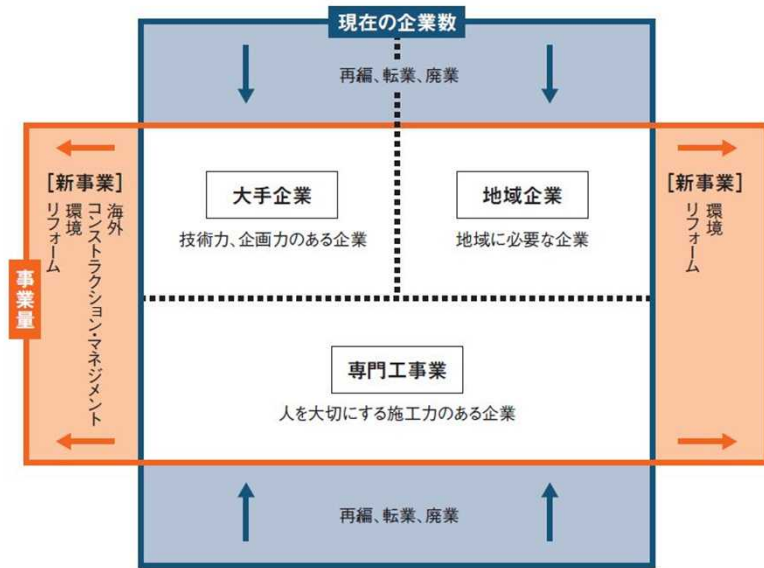 現在の企業数
再編、転業、廃業
[新事業]
海外
コンストラクション・マネジメント
環境
リフォーム
大手企業
技術力、企画力のある企業
地域企業
地域に必要な企業
[新事業]
環境
リフォーム
事業量
専門工事業
人を大切にする施工力のある企業
再編、転業、廃業